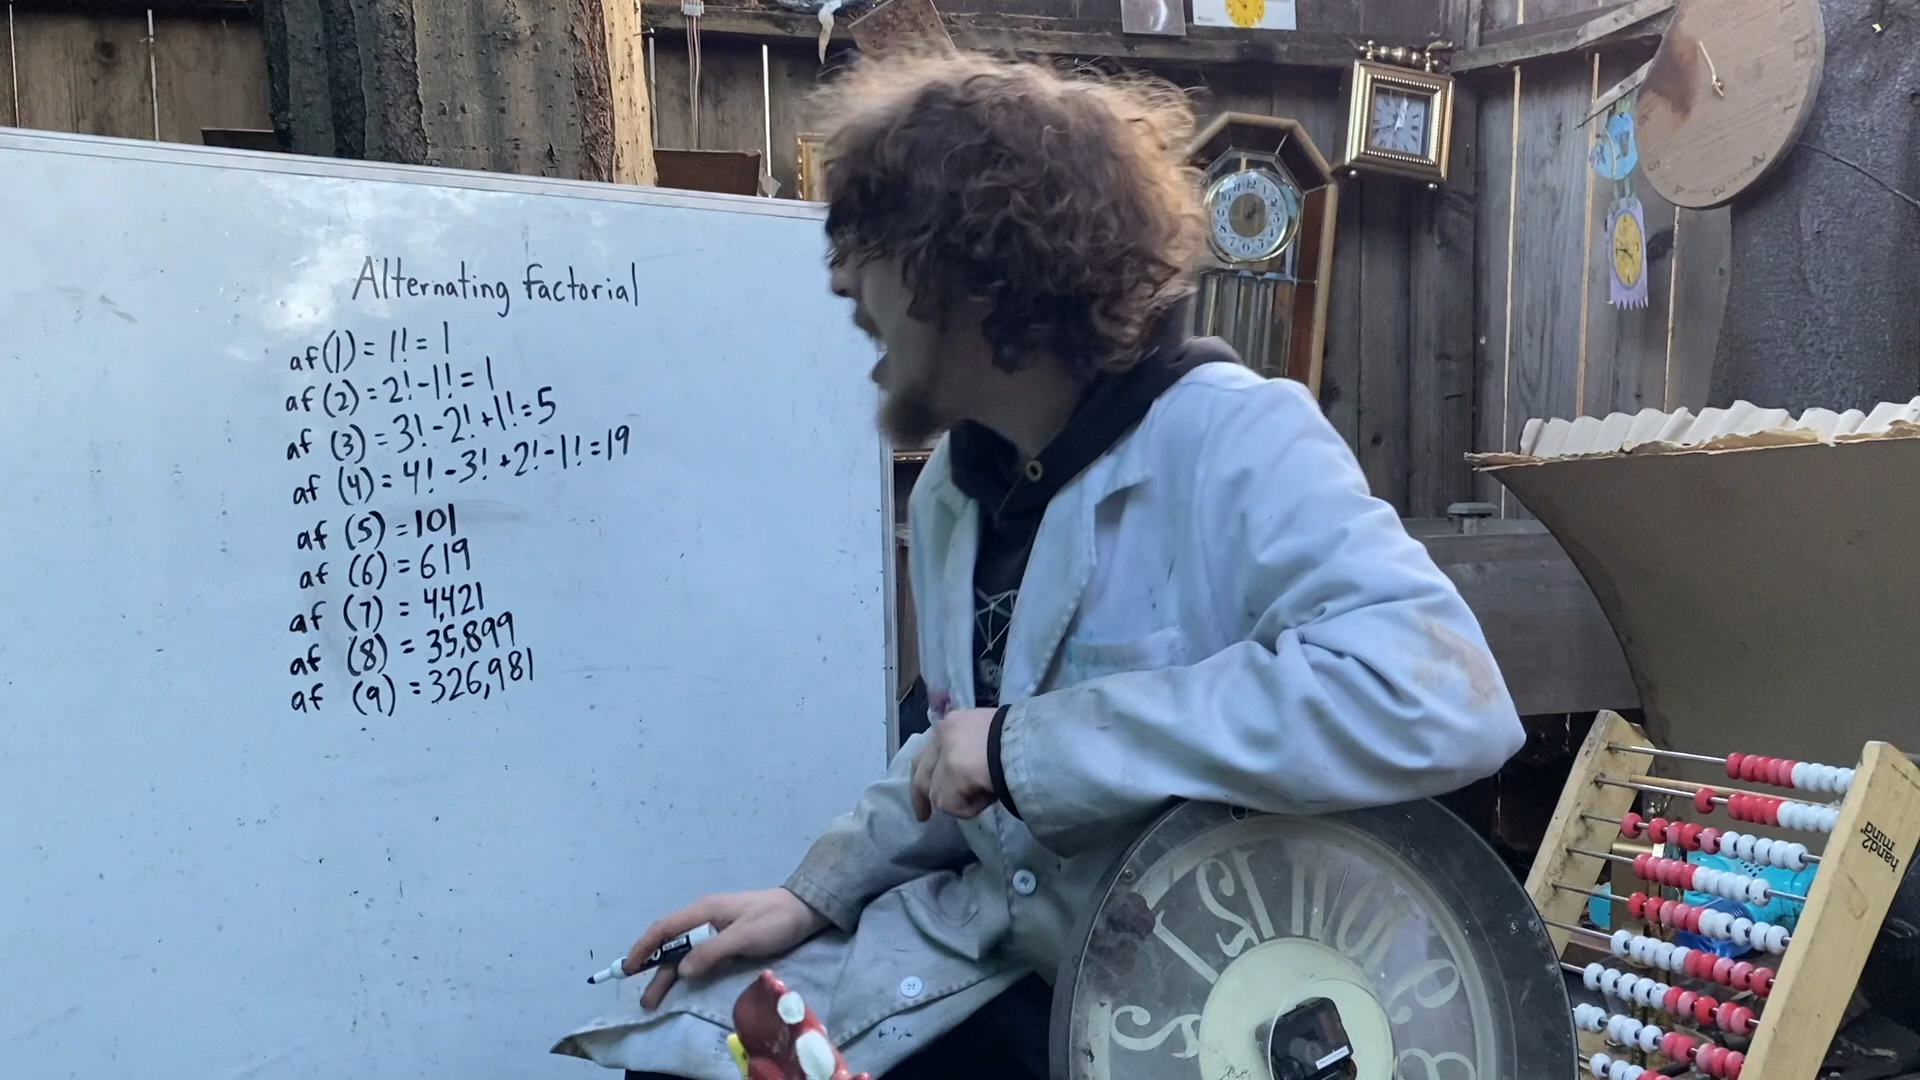 Alternating factorial
af(1) = 1! = 1
af (2) = 2! - 1! = 1
af (3) = 3! - 2! + 1! = 5
af (4) = 4! - 3! + 2! - 1! = 19
af (5) = 101
af (6) = 619
af (7) = 4,421
af (8) = 35,899
af (9) = 326,981
hand2
mind